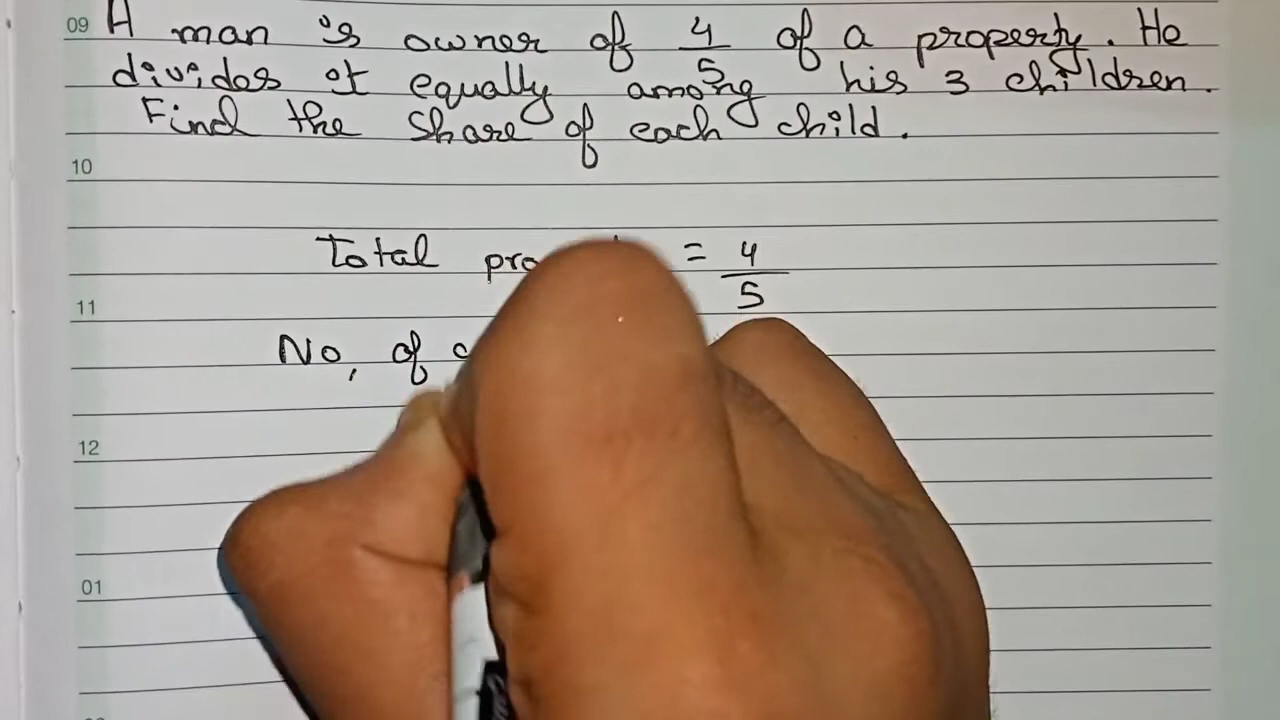 09 A man is owner of 4/5 of a property. He
divides it equally among his 3 children.
Find the share of each child.
10
Total = 4/5
11
No. of
12
01